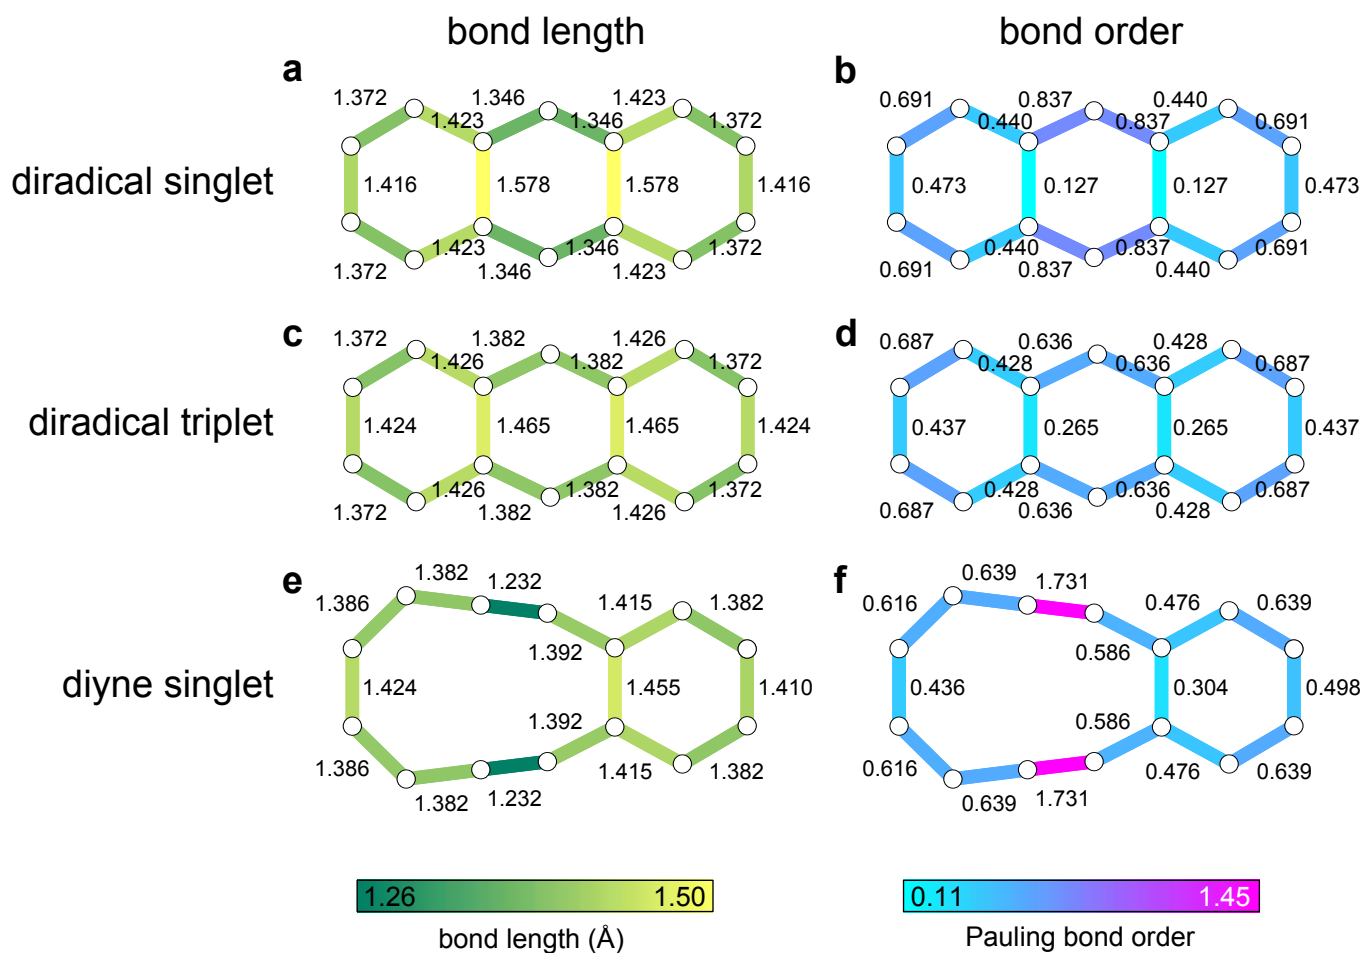 bond length bond order
a b
1.372 1.346 1.423 0.691 0.837 0.440
1.423 1.346 1.372 0.440 0.837 0.691
diradical singlet 1.416 1.578 1.578 1.416 0.473 0.127 0.127 0.473
1.423 1.346 1.372 0.440 0.837 0.691
1.372 1.346 1.423 0.691 0.837 0.440
c d
1.372 1.382 1.426 0.687 0.636 0.428
1.426 1.382 1.372 0.428 0.636 0.687
diradical triplet 1.424 1.465 1.465 1.424 0.437 0.265 0.265 0.437
1.426 1.382 1.372 0.428 0.636 0.687
1.372 1.382 1.426 0.687 0.636 0.428
e f
1.382 1.232 0.639 1.731
1.386 1.415 1.382 0.616 0.476 0.639
1.392 0.586
diyne singlet 1.424 1.455 1.410 0.436 0.304 0.498
1.392 0.586
1.386 1.415 1.382 0.616 0.476 0.639
1.382 1.232 0.639 1.731
1.26 1.50 0.11 1.45
bond length (Å) Pauling bond order